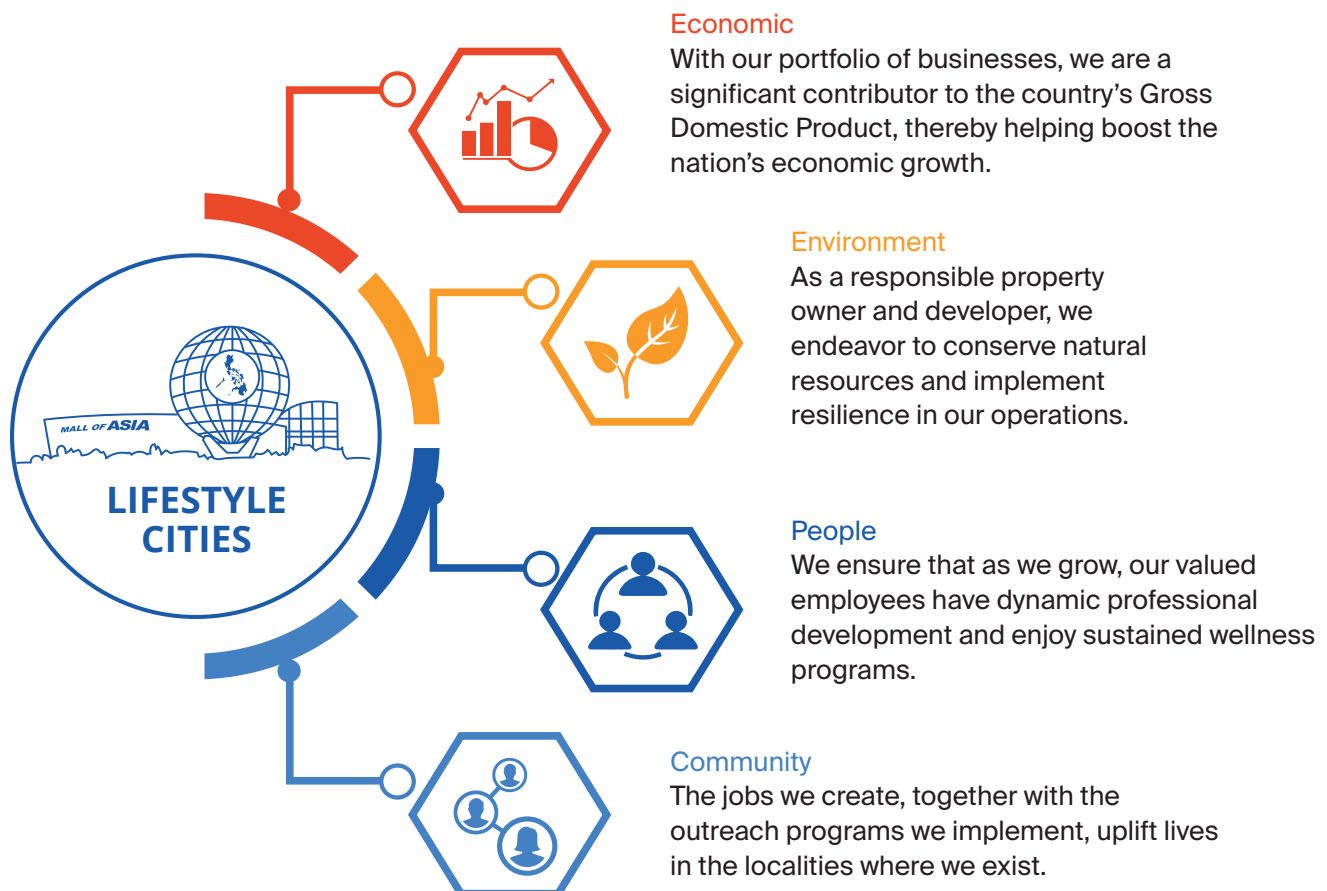 Economic
With our portfolio of businesses, we are a
significant contributor to the country’s Gross
Domestic Product, thereby helping boost the
nation’s economic growth.
Environment
As a responsible property
owner and developer, we
endeavor to conserve natural
resources and implement
resilience in our operations.
MALL OF ASIA
LIFESTYLE
CITIES
People
We ensure that as we grow, our valued
employees have dynamic professional
development and enjoy sustained wellness
programs.
Community
The jobs we create, together with the
outreach programs we implement, uplift lives
in the localities where we exist.